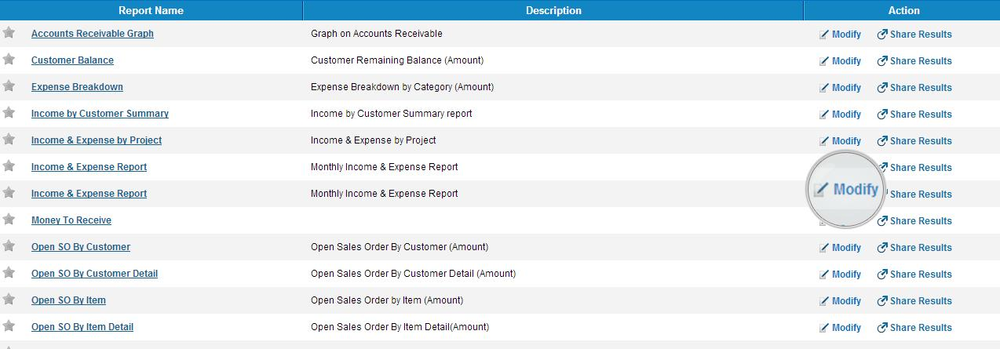 Report Name Description Action
Accounts Receivable Graph Graph on Accounts Receivable Modify Share Results
Customer Balance Customer Remaining Balance (Amount) Modify Share Results
Expense Breakdown Expense Breakdown by Category (Amount) Modify Share Results
Income by Customer Summary Income by Customer Summary report Modify Share Results
Income & Expense by Project Income & Expense by Project Modify Share Results
Income & Expense Report Monthly Income & Expense Report Share Results
Income & Expense Report Monthly Income & Expense Report Modify Share Results
Money To Receive Share Results
Open SO By Customer Open Sales Order By Customer (Amount) Modify Share Results
Open SO By Customer Detail Open Sales Order By Customer Detail (Amount) Modify Share Results
Open SO By Item Open Sales Order by Item (Amount) Modify Share Results
Open SO By Item Detail Open Sales Order By Item Detail(Amount) Modify Share Results